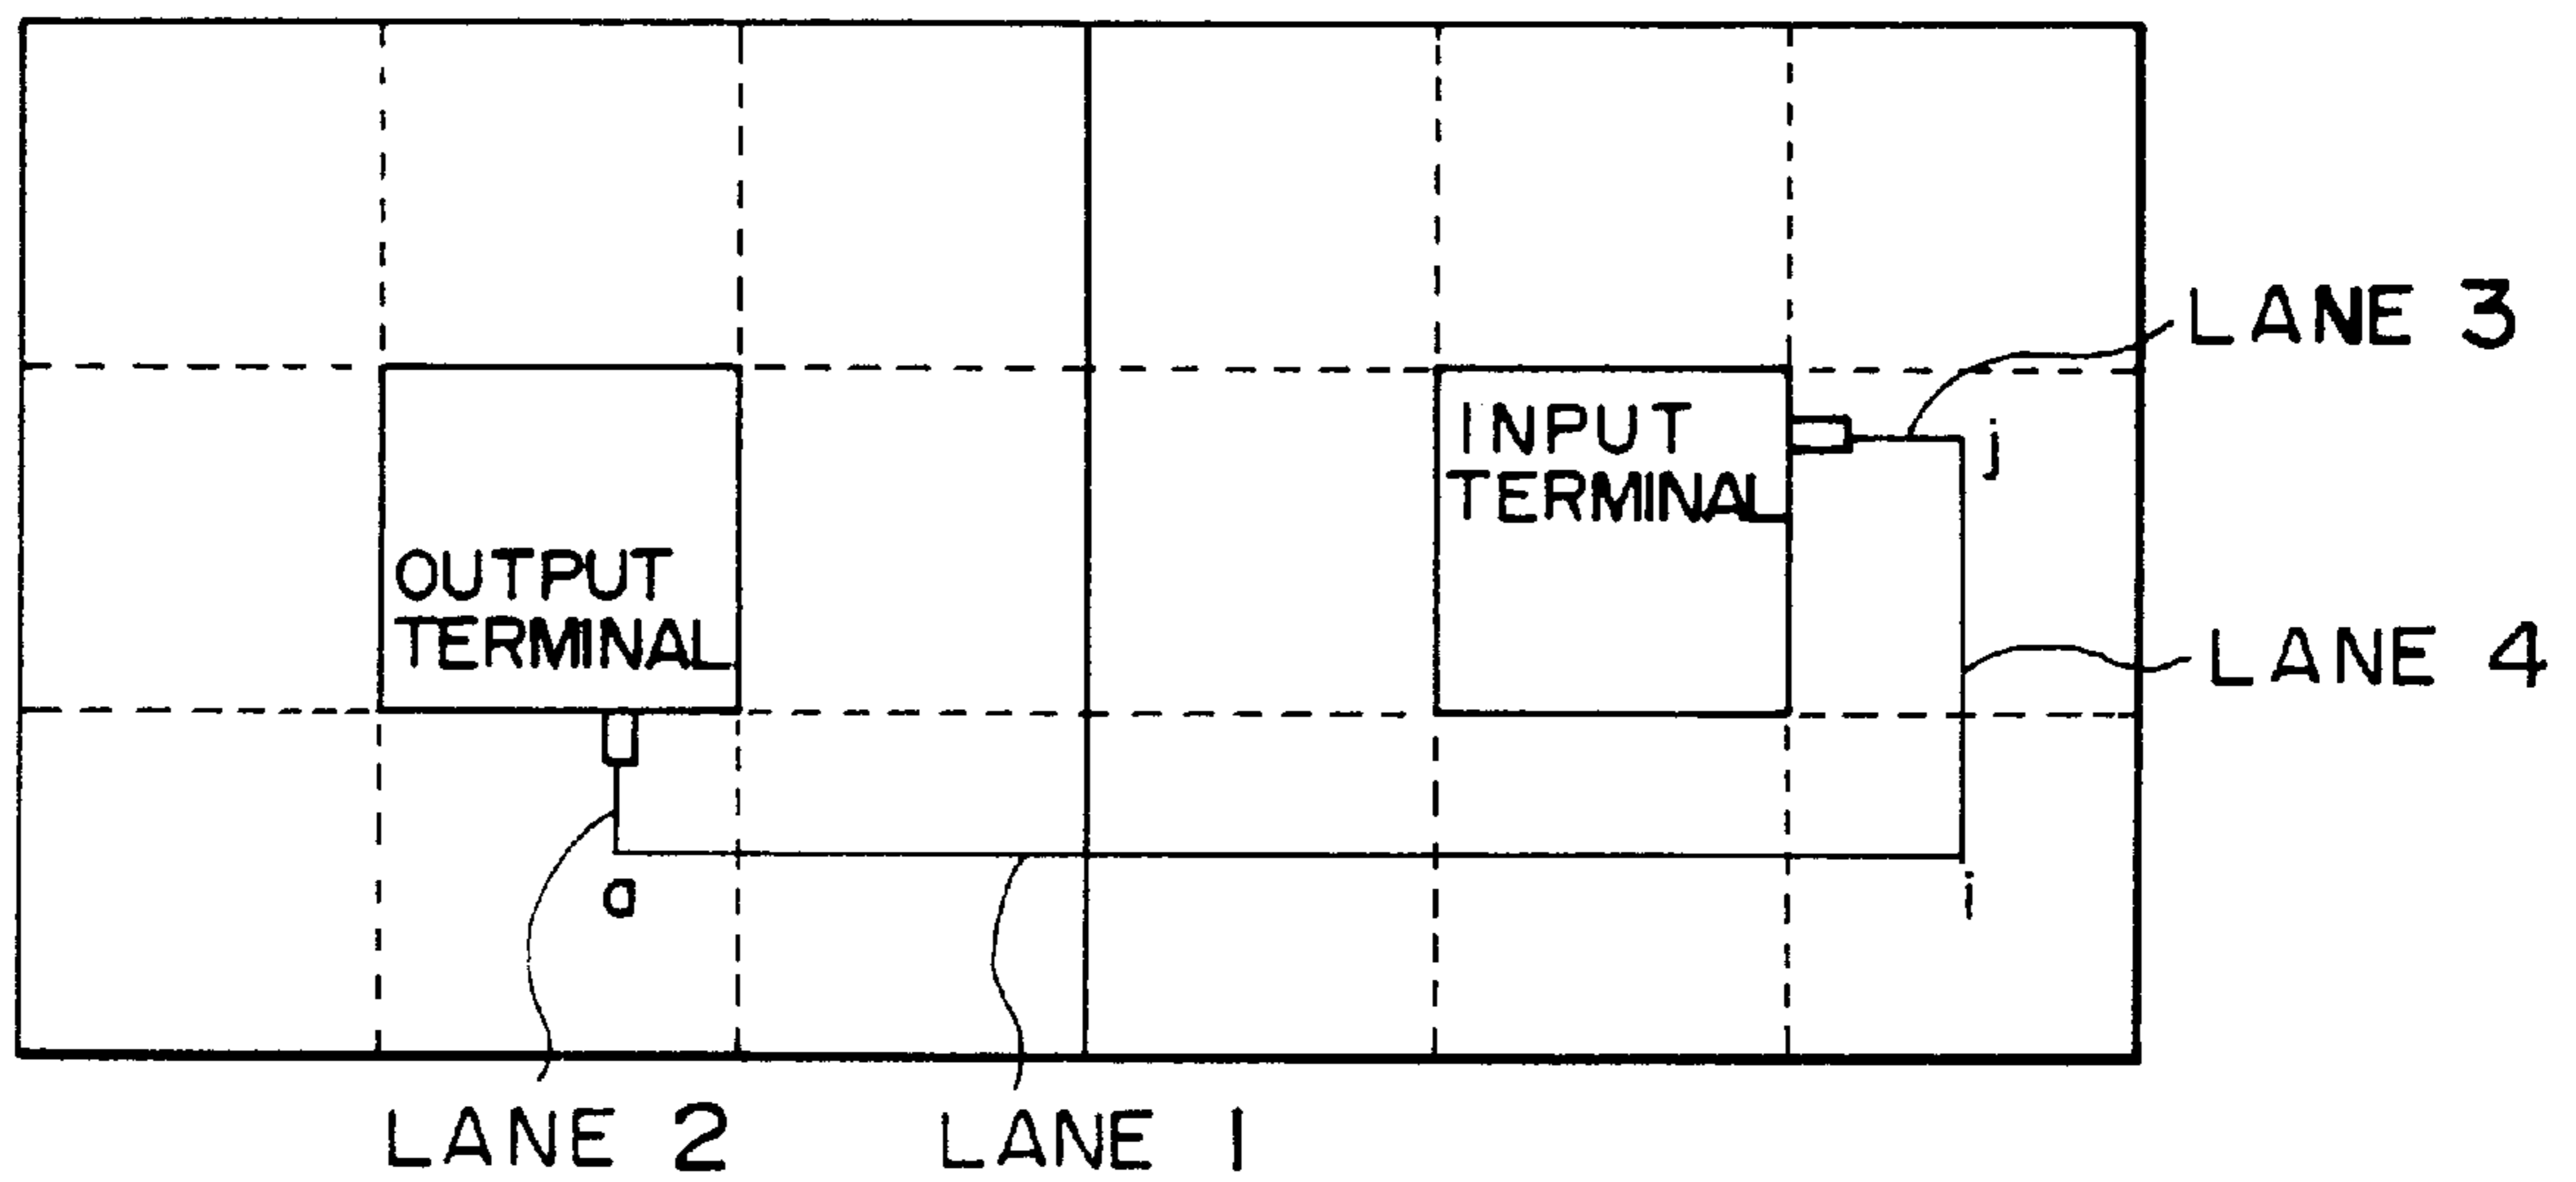 LANE 3
INPUT
TERMINAL
j
OUTPUT
TERMINAL
LANE 4
a
i
LANE 2
LANE 1